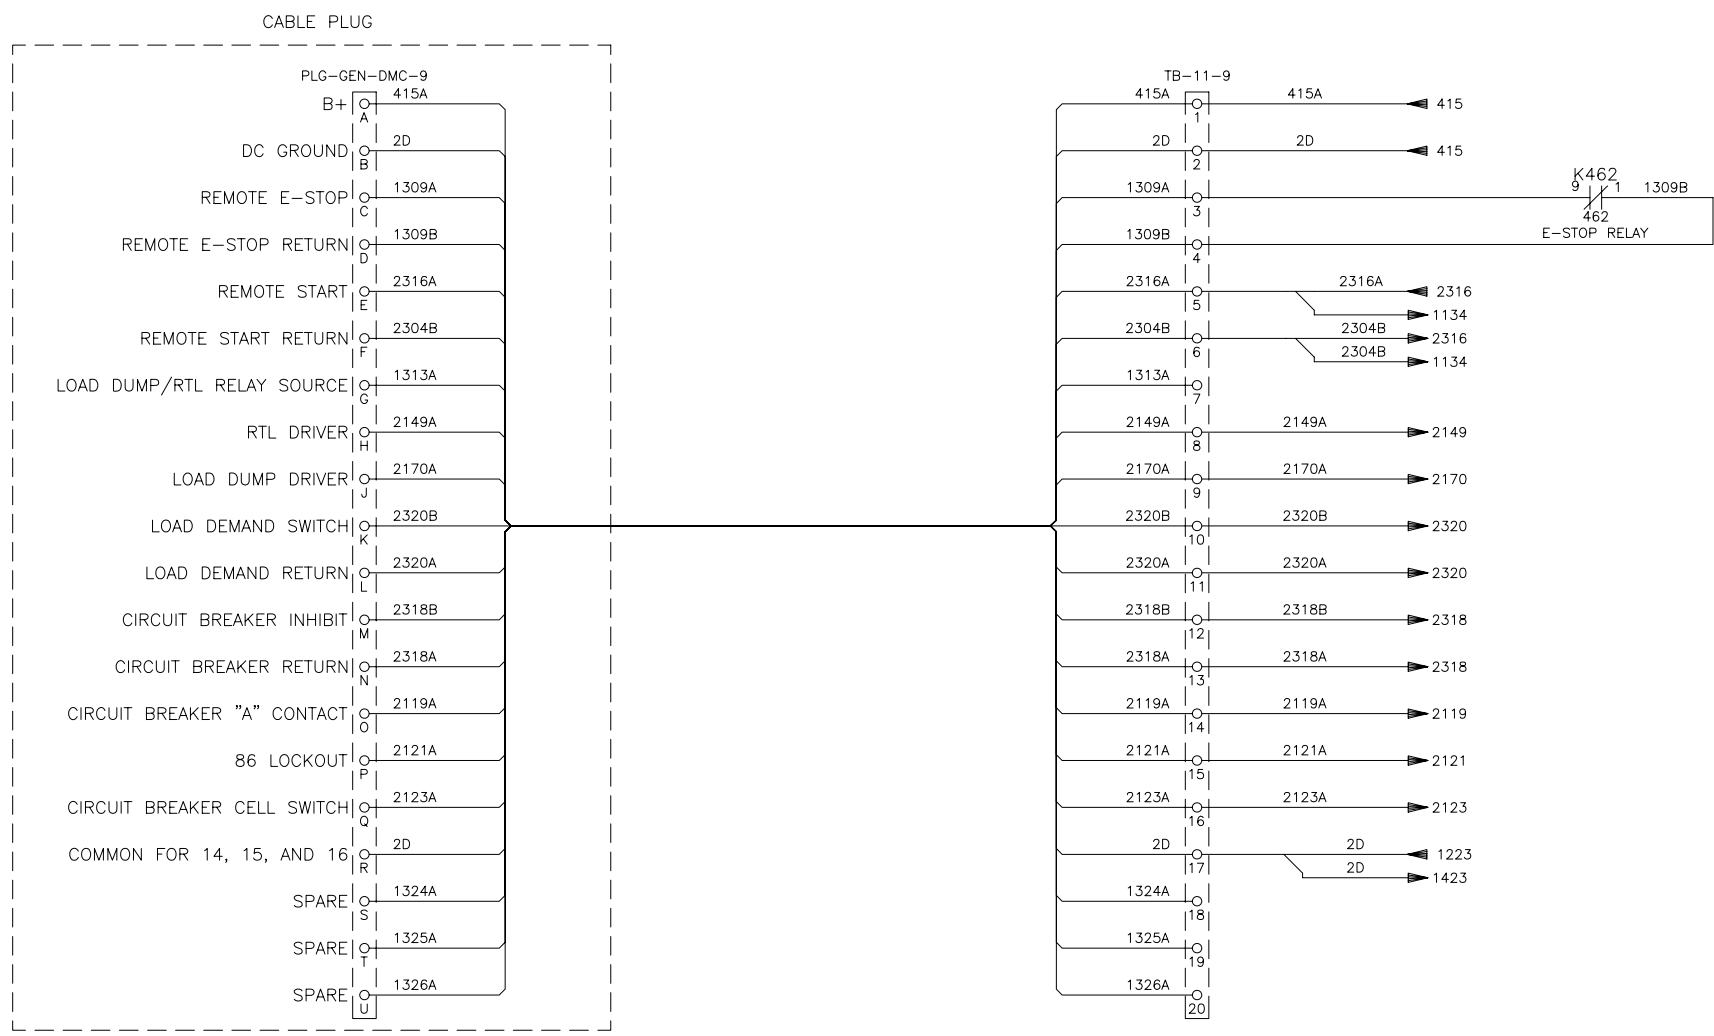 CABLE PLUG
PLG-GEN-DMC-9 TB-11-9
B+ 415A 415A 415A 415
A 1
DC GROUND 2D 2D 2D 415
B 2
K462
REMOTE E-STOP 1309A 1309A 9 1 1309B
C 3 462
E-STOP RELAY
REMOTE E-STOP RETURN 1309B 1309B
D 4
REMOTE START 2316A 2316A 2316A 2316
E 5 1134
REMOTE START RETURN 2304B 2304B 2304B 2316
F 6 2304B 1134
LOAD DUMP/RTL RELAY SOURCE 1313A 1313A
G 7
RTL DRIVER 2149A 2149A 2149A 2149
H 8
LOAD DUMP DRIVER 2170A 2170A 2170A 2170
J 9
LOAD DEMAND SWITCH 2320B 2320B 2320B 2320
K 10
LOAD DEMAND RETURN 2320A 2320A 2320A 2320
L 11
CIRCUIT BREAKER INHIBIT 2318B 2318B 2318B 2318
M 12
CIRCUIT BREAKER RETURN 2318A 2318A 2318A 2318
N 13
CIRCUIT BREAKER "A" CONTACT 2119A 2119A 2119A 2119
O 14
86 LOCKOUT 2121A 2121A 2121A 2121
P 15
CIRCUIT BREAKER CELL SWITCH 2123A 2123A 2123A 2123
Q 16
COMMON FOR 14, 15, AND 16 2D 2D 2D 1223
R 17 2D 1423
SPARE 1324A 1324A
S 18
SPARE 1325A 1325A
T 19
SPARE 1326A 1326A
U 20